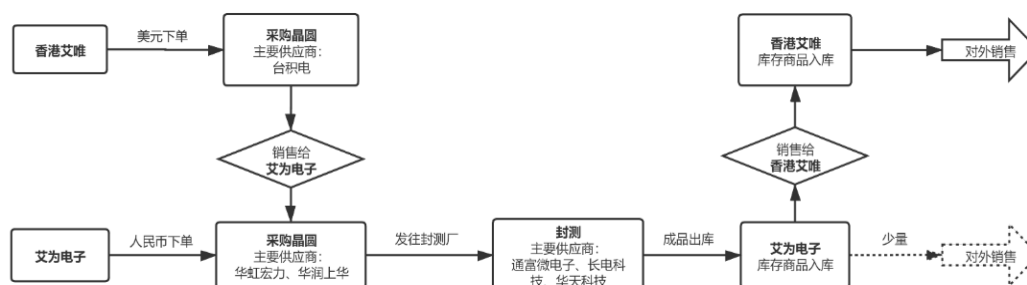 香港艾唯
美元下单
采购晶圆
主要供应商：
台积电
销售给
艾为电子
艾为电子
人民币下单
采购晶圆
主要供应商：
华虹宏力、华润上华
发往封测厂
封测
主要供应商：
通富微电子、长电科
技、华天科技
成品出库
艾为电子
库存商品入库
销售给
香港艾唯
香港艾唯
库存商品入库
对外销售
少量
对外销售